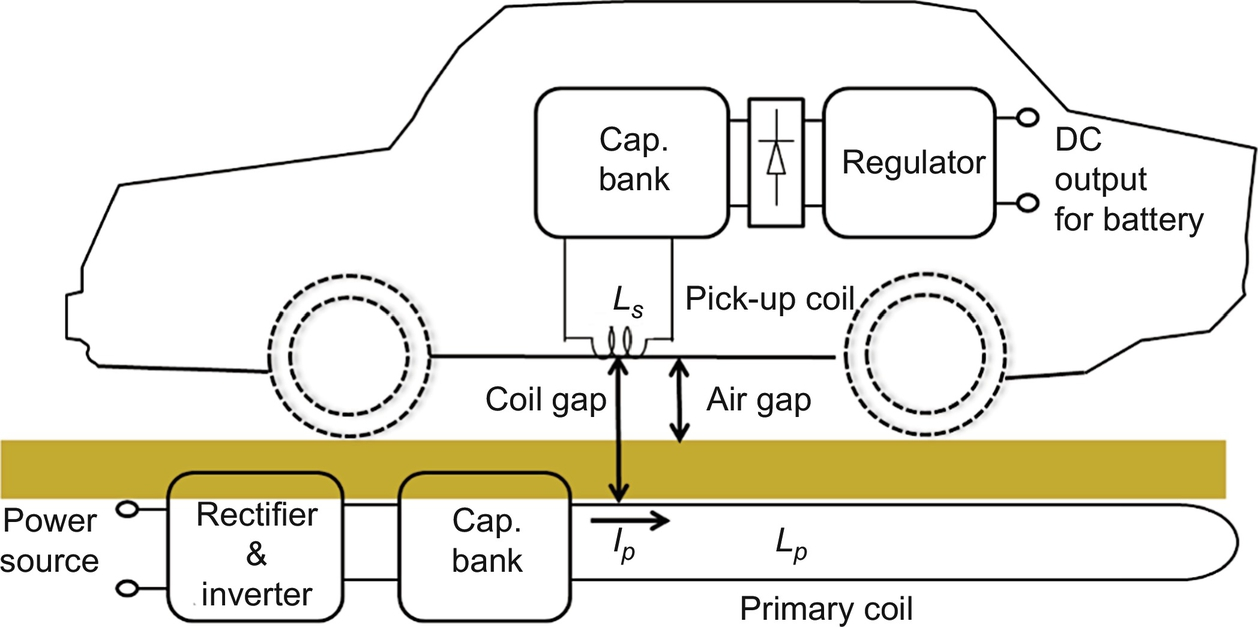 Cap.
bank
Regulator
DC
output
for battery
Ls
Pick-up coil
Coil gap
Air gap
Power
source
Rectifier
&
inverter
Cap.
bank
Ip
Lp
Primary coil